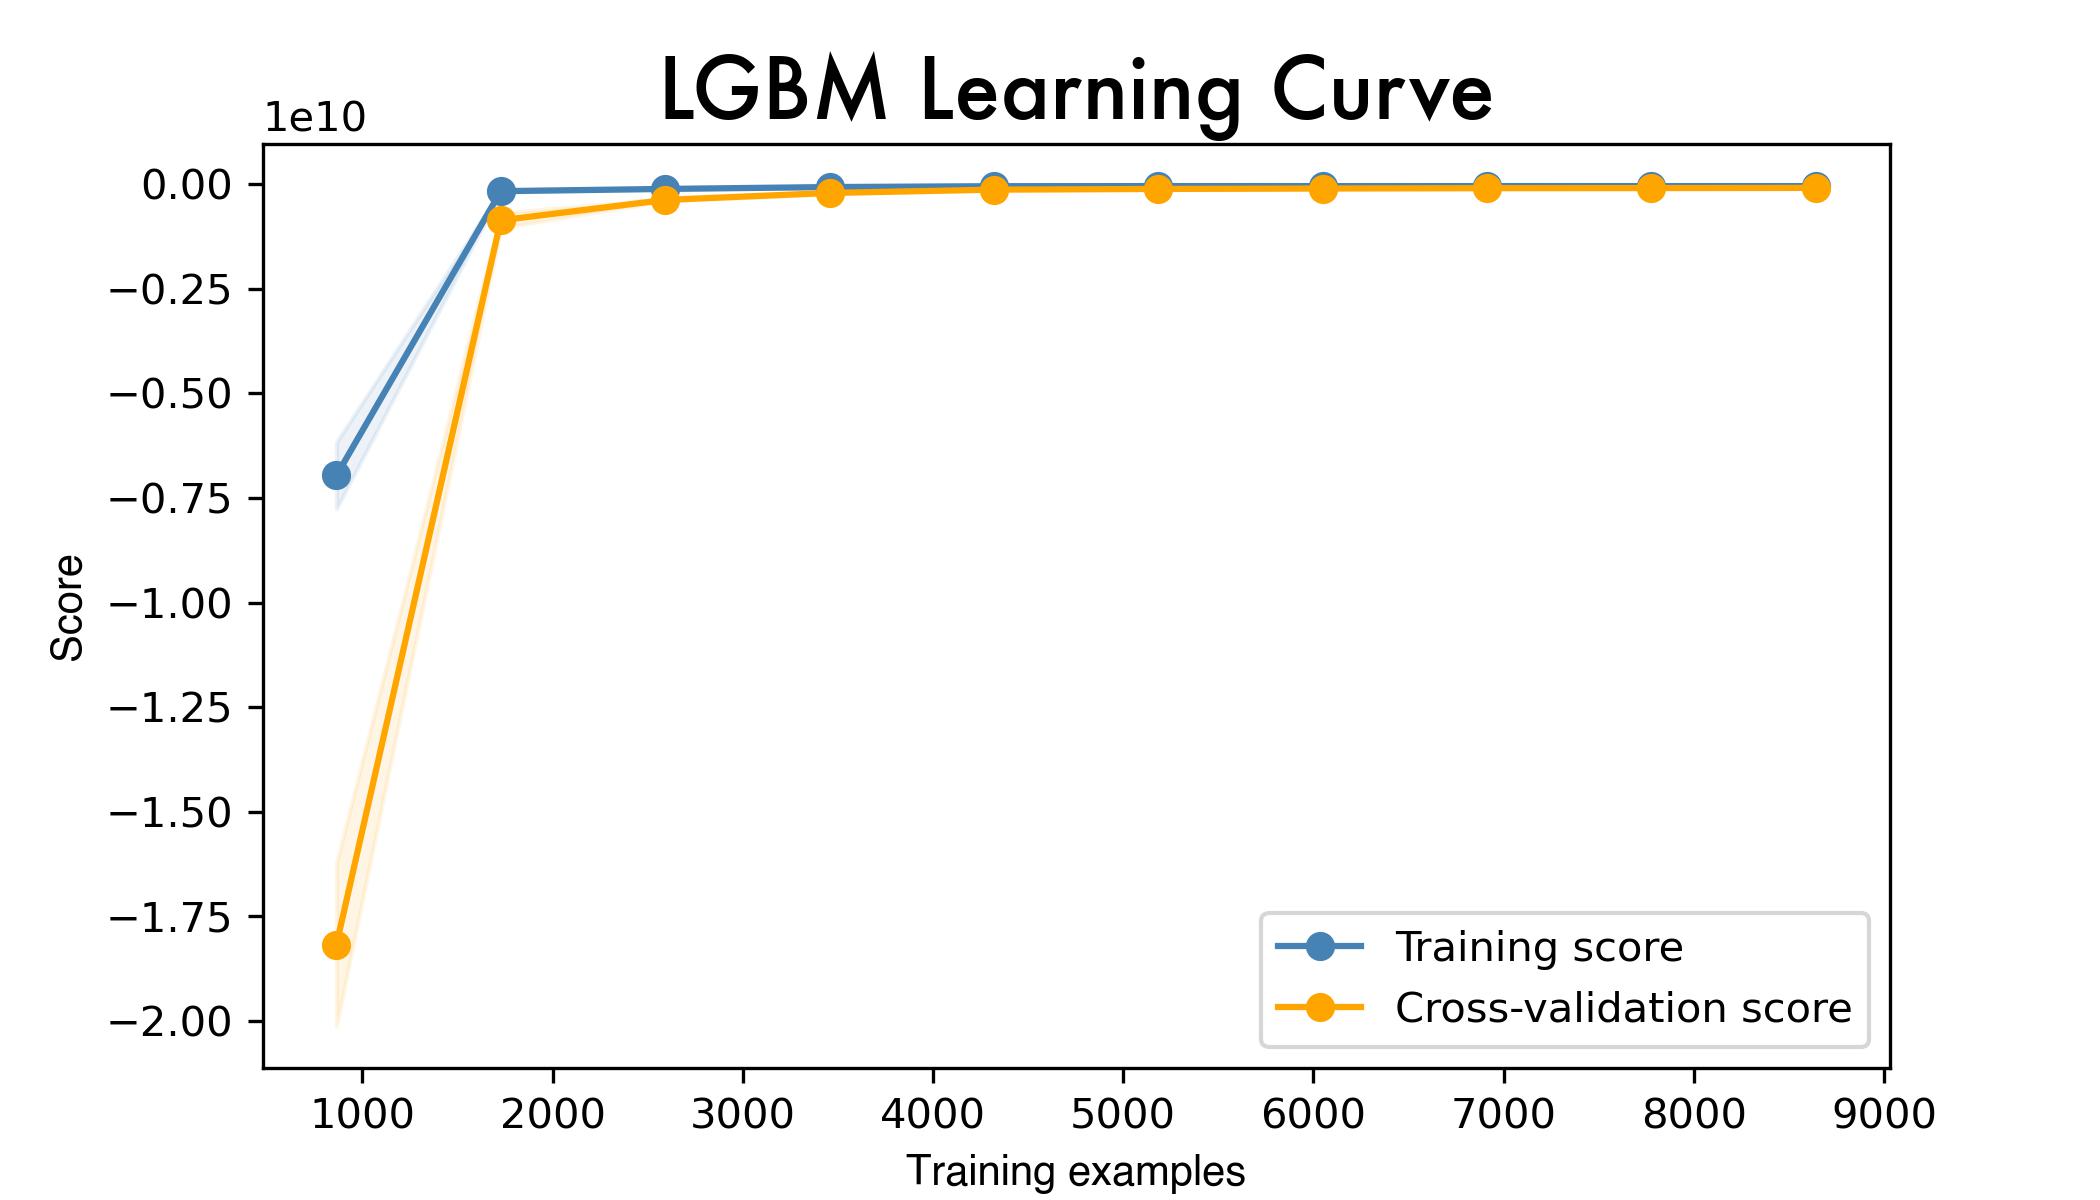 LGBM Learning Curve
1e10
0.00
−0.25
−0.50
−0.75
−1.00
−1.25
−1.50
−1.75
−2.00
Score
Training score
Cross-validation score
1000 2000 3000 4000 5000 6000 7000 8000 9000
Training examples